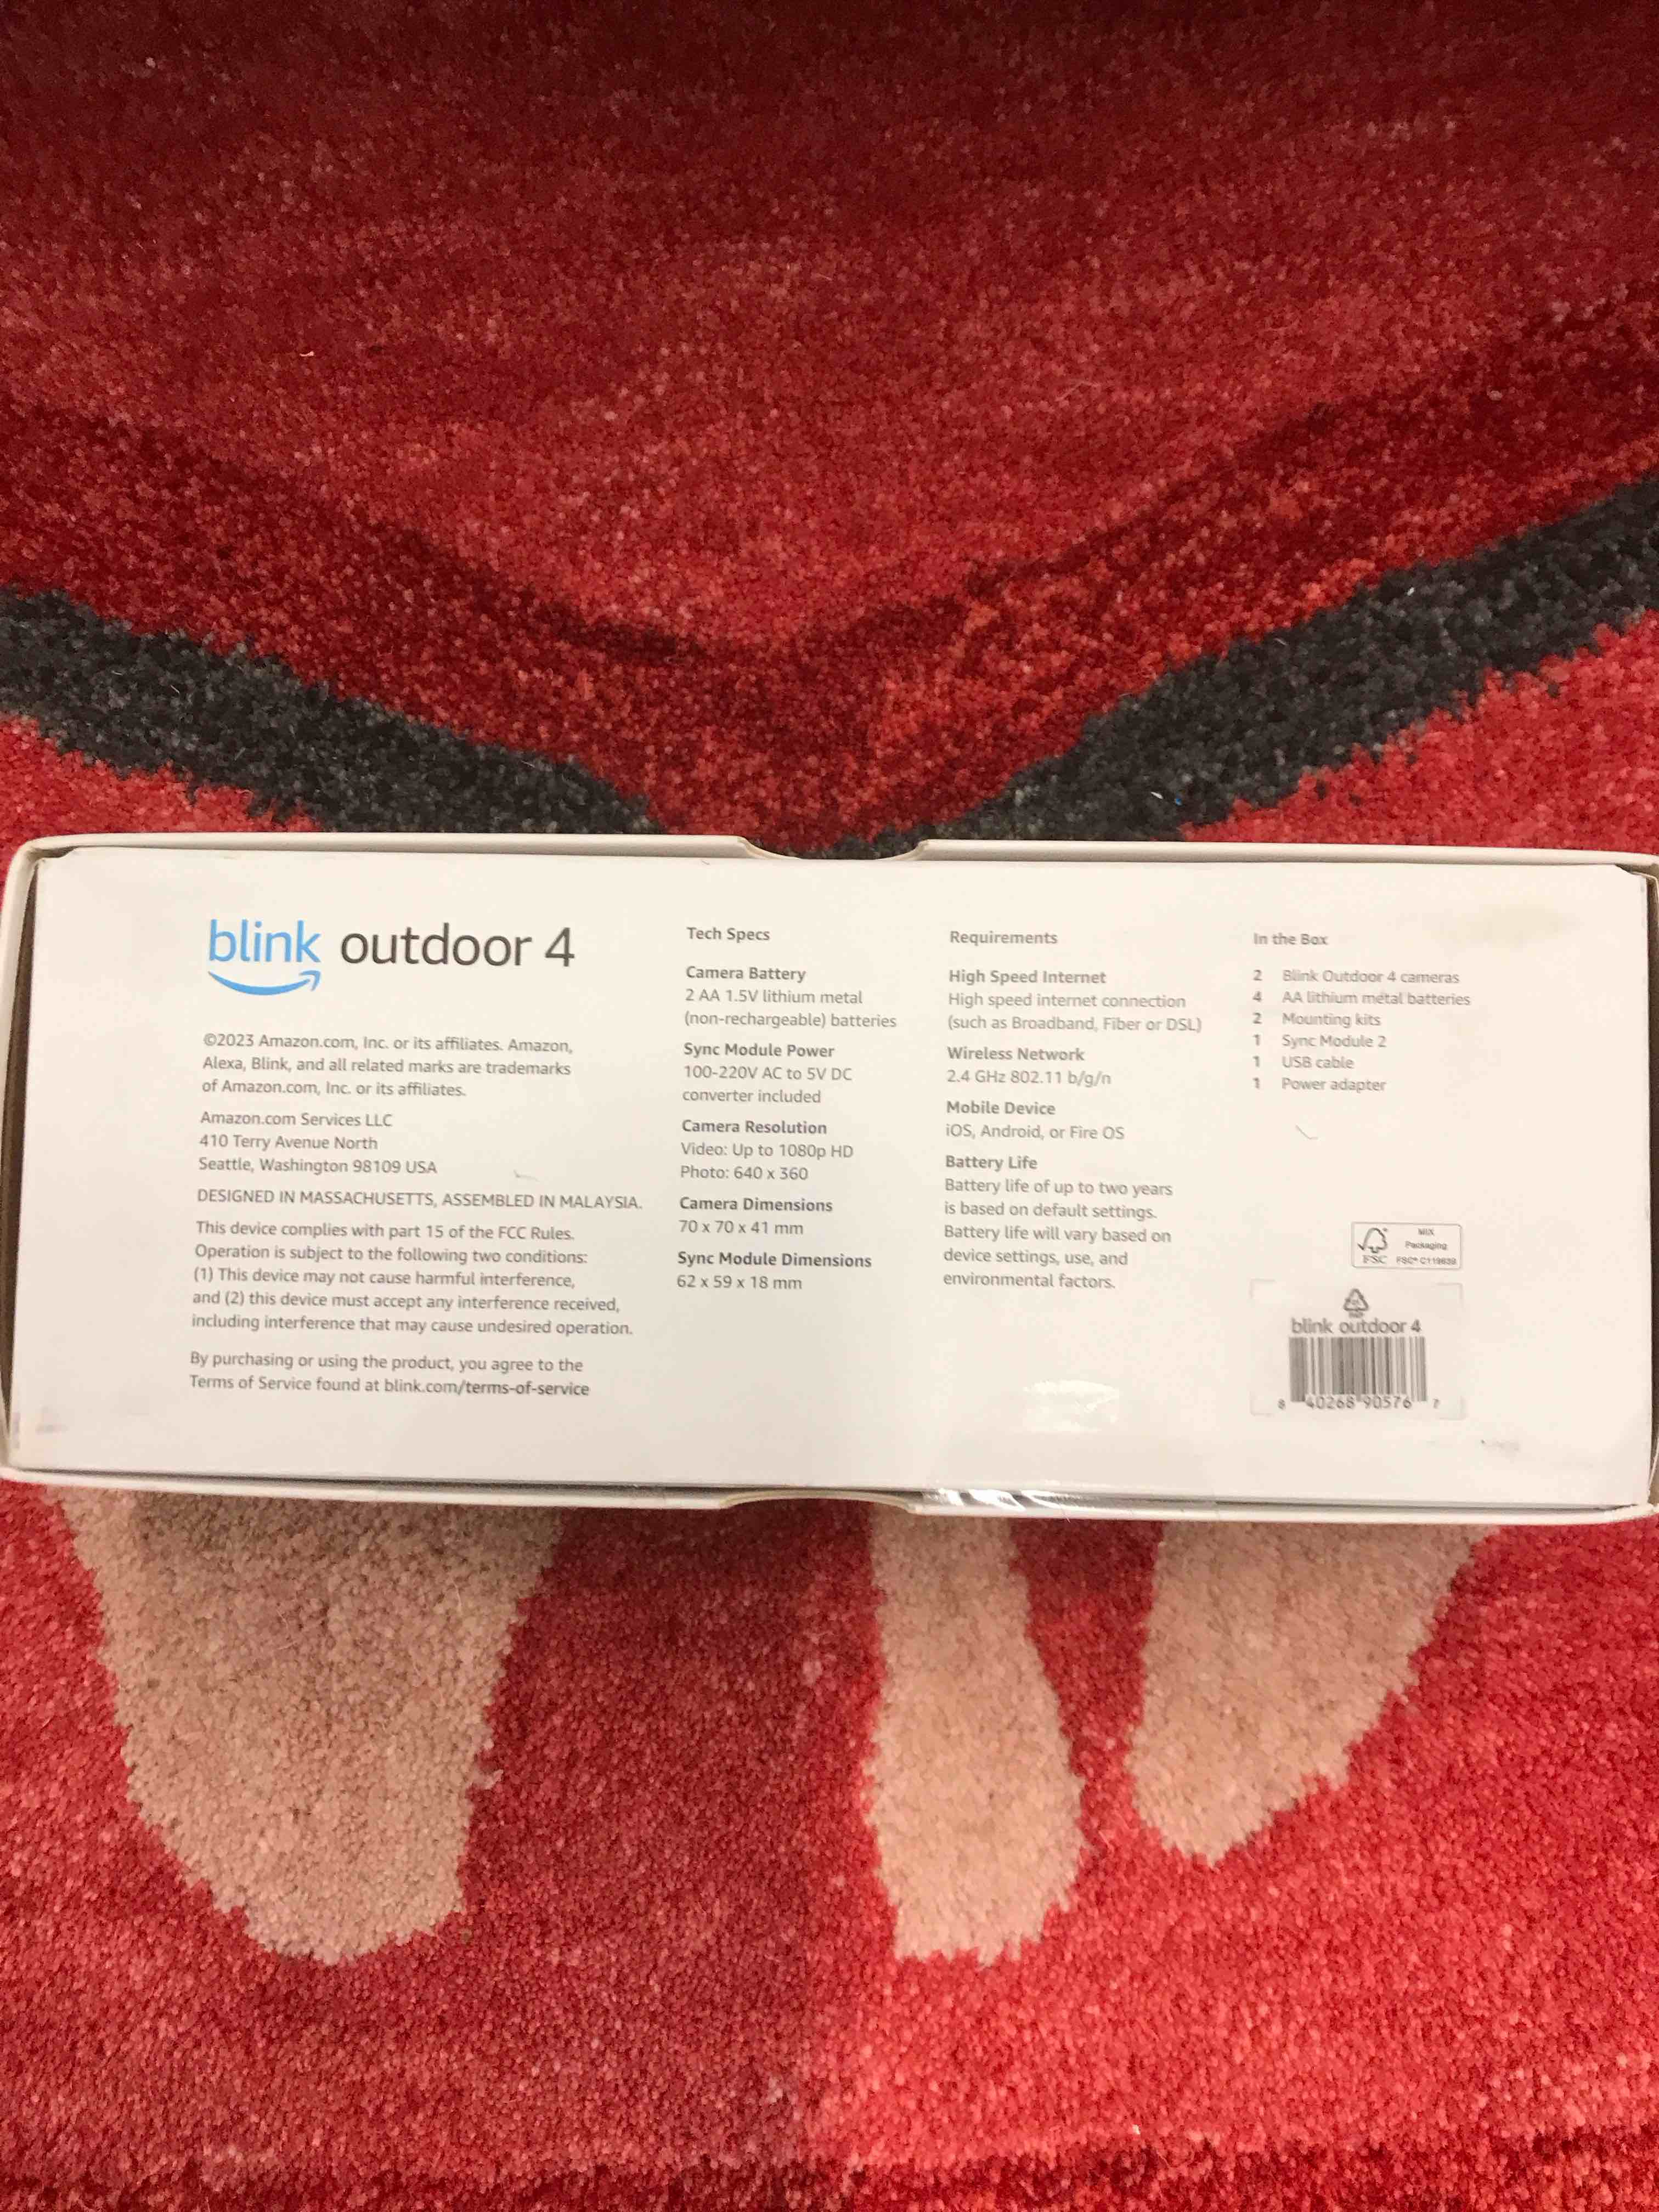 blink outdoor 4
©2023 Amazon.com, Inc. or its affiliates. Amazon,
Alexa, Blink, and all related marks are trademarks
of Amazon.com, Inc. or its affiliates.
Amazon.com Services LLC
410 Terry Avenue North
Seattle, Washington 98109 USA
DESIGNED IN MASSACHUSETTS, ASSEMBLED IN MALAYSIA.
This device complies with part 15 of the FCC Rules.
Operation is subject to the following two conditions:
(1) This device may not cause harmful interference,
and (2) this device must accept any interference received,
including interference that may cause undesired operation.
By purchasing or using the product, you agree to the
Terms of Service found at blink.com/terms-of-service
Tech Specs
Camera Battery
2 AA 1.5V lithium metal
(non-rechargeable) batteries
Sync Module Power
100-220V AC to 5V DC
converter included
Camera Resolution
Video: Up to 1080p HD
Photo: 640 x 360
Camera Dimensions
70 x 70 x 41 mm
Sync Module Dimensions
62 x 59 x 18 mm
Requirements
High Speed Internet
High speed internet connection
(such as Broadband, Fiber or DSL)
Wireless Network
2.4 GHz 802.11 b/g/n
Mobile Device
iOS, Android, or Fire OS
Battery Life
Battery life of up to two years
is based on default settings.
Battery life will vary based on
device settings, use, and
environmental factors.
In the Box
2 Blink Outdoor 4 cameras
4 AA lithium metal batteries
2 Mounting kits
1 Sync Module 2
1 USB cable
1 Power adapter
MIX
Packaging
FSC FSC®
blink outdoor 4
8 40268 90576 7